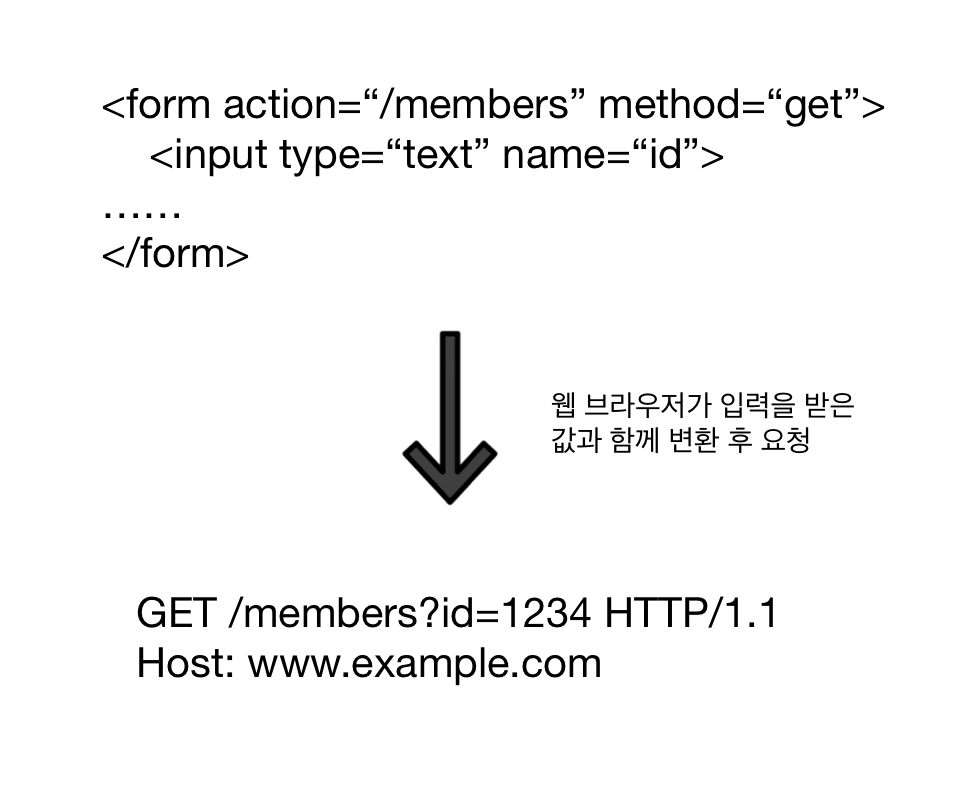 <form action=“/members” method=“get”>
<input type=“text” name=“id”>
……
</form>
웹 브라우저가 입력을 받은
값과 함께 변환 후 요청
GET /members?id=1234 HTTP/1.1
Host: www.example.com